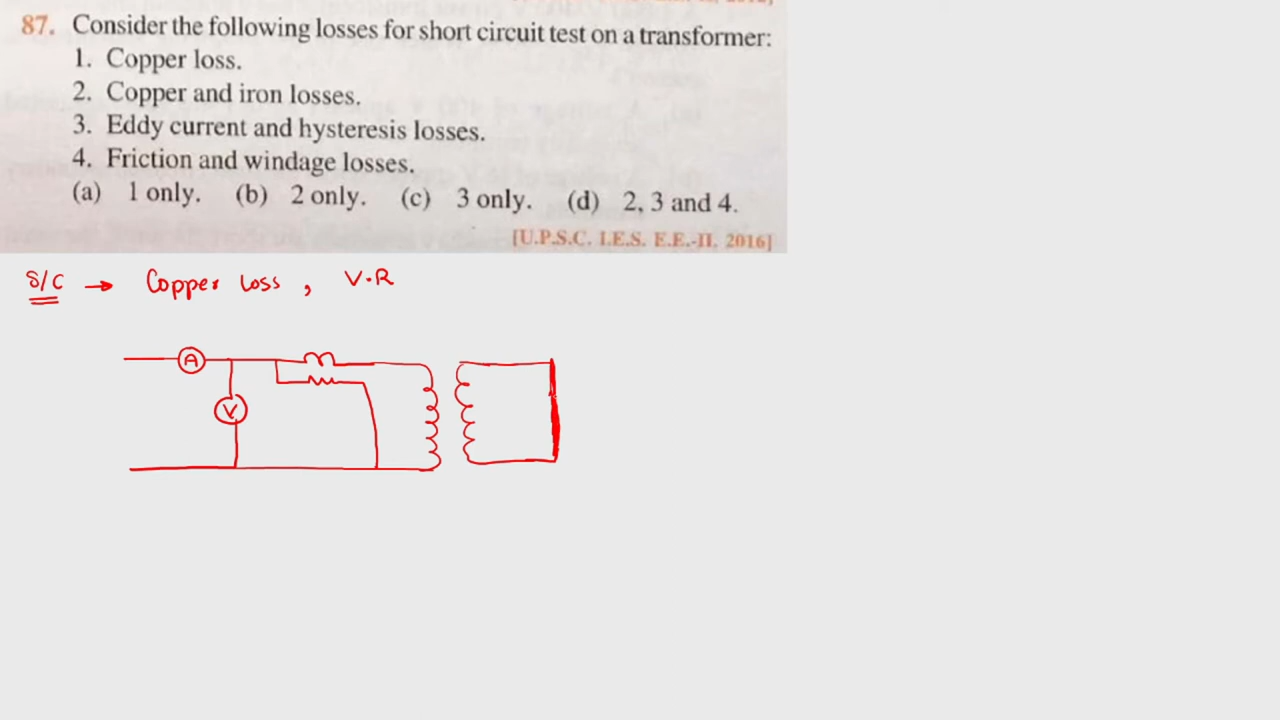 87. Consider the following losses for short circuit test on a transformer:
1. Copper loss.
2. Copper and iron losses.
3. Eddy current and hysteresis losses.
4. Friction and windage losses.
(a) 1 only. (b) 2 only. (c) 3 only. (d) 2, 3 and 4.
[U.P.S.C. I.E.S. E.E.-II. 2016]
S/C → Copper Loss , V.R
A
V